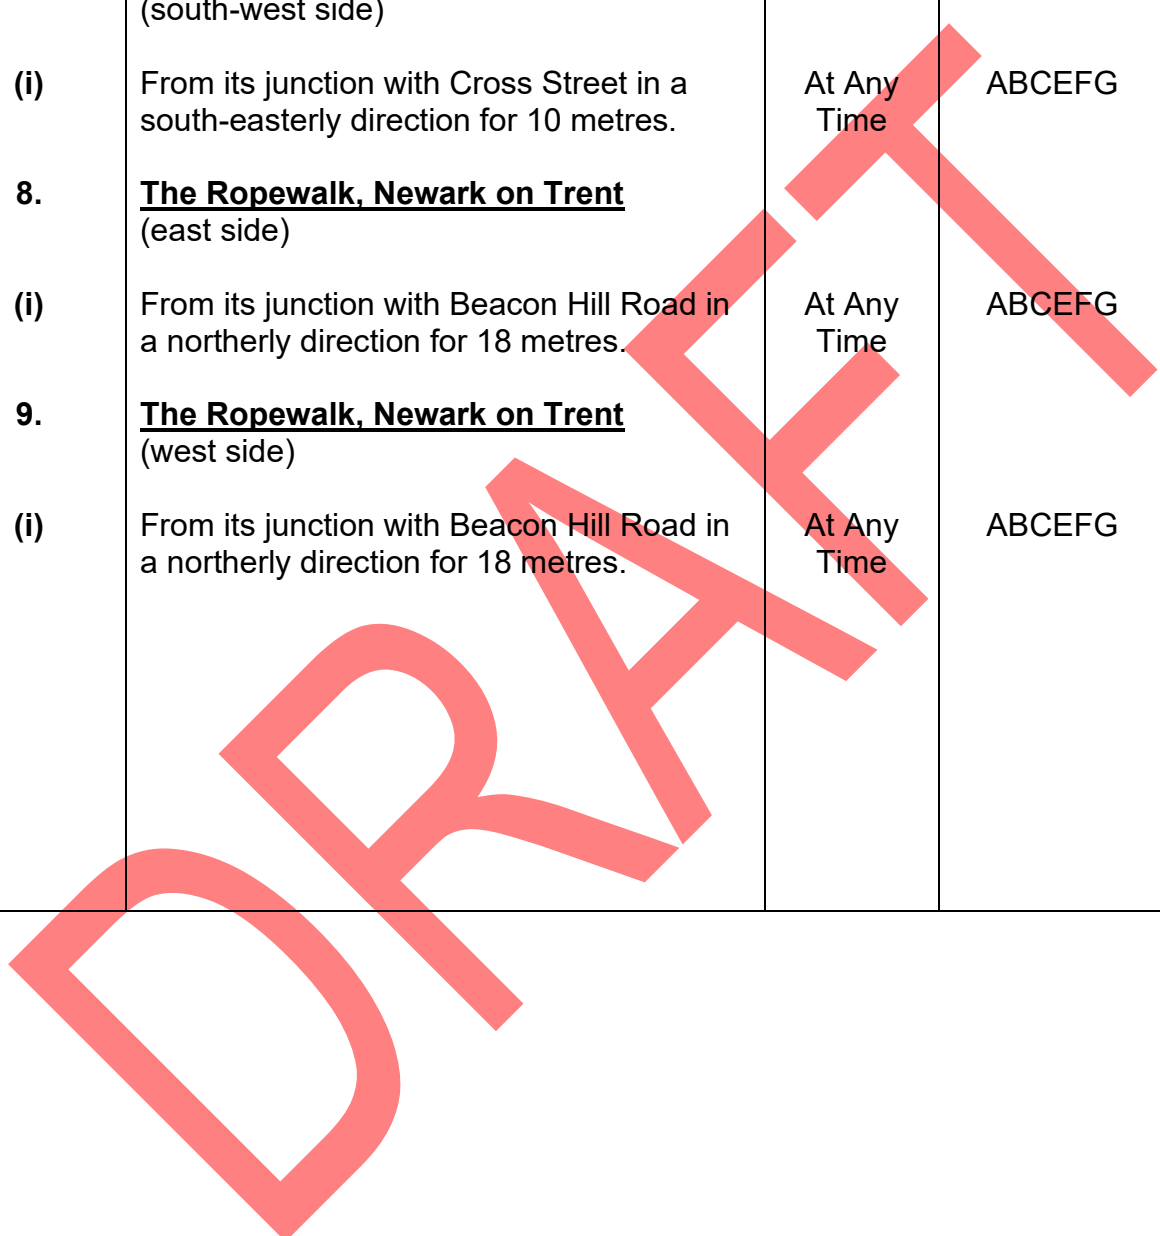 (south-west side)
(i) From its junction with Cross Street in a At Any ABCEFG
south-easterly direction for 10 metres. Time
8. The Ropewalk, Newark on Trent
(east side)
(i) From its junction with Beacon Hill Road in At Any ABCEFG
a northerly direction for 18 metres. Time
9. The Ropewalk, Newark on Trent
(west side)
(i) From its junction with Beacon Hill Road in At Any ABCEFG
a northerly direction for 18 metres. Time
DRAFT